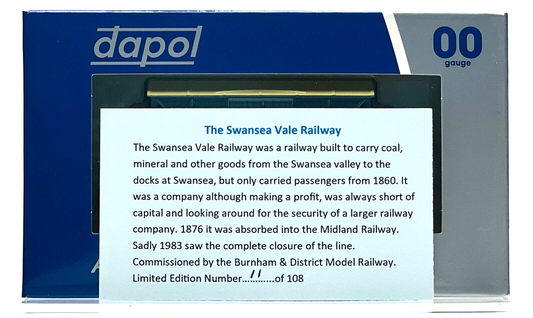 dapol
00
gauge
The Swansea Vale Railway
The Swansea Vale Railway was a railway built to carry coal,
mineral and other goods from the Swansea valley to the
docks at Swansea, but only carried passengers from 1860. It
was a company although making a profit, was always short of
capital and looking around for the security of a larger railway
company. 1876 it was absorbed into the Midland Railway.
Sadly 1983 saw the complete closure of the line.
Commissioned by the Burnham & District Model Railway.
Limited Edition Number...11...of 108